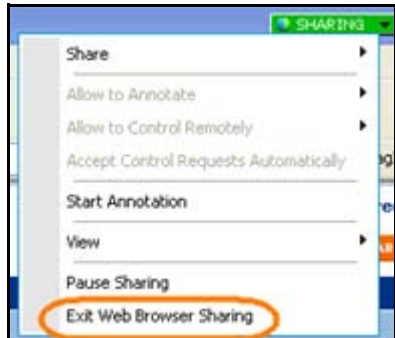 SHARING
Share
Allow to Annotate
Allow to Control Remotely
Accept Control Requests Automatically
Start Annotation
View
Pause Sharing
Exit Web Browser Sharing